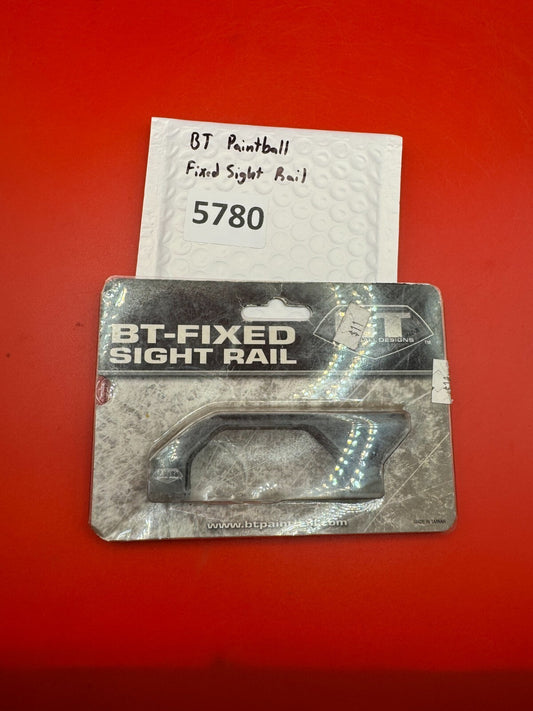 BT Paintball
Fixed Sight Rail
5780
BT-FIXED
SIGHT RAIL
BT
DESIGNS
TM
$11
www.btpaintball.com
MADE IN TAIWAN